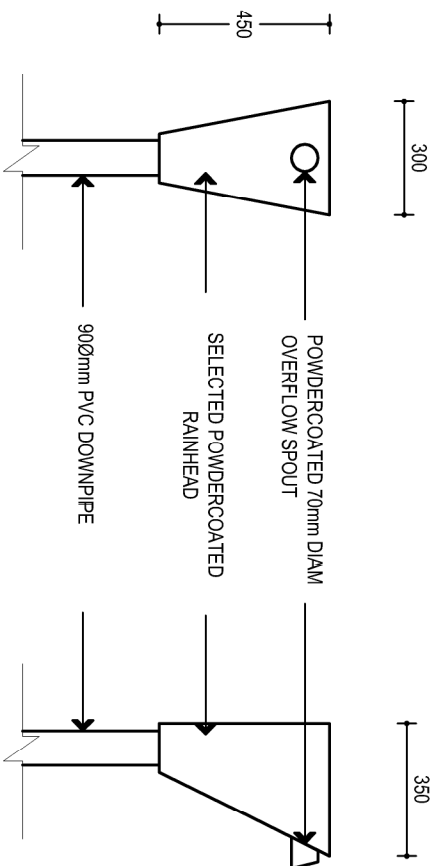 450
300
POWDERCOATED 70mm DIAM
OVERFLOW SPOUT
SELECTED POWDERCOATED
RAINHEAD
90Ømm PVC DOWNPIPE
350